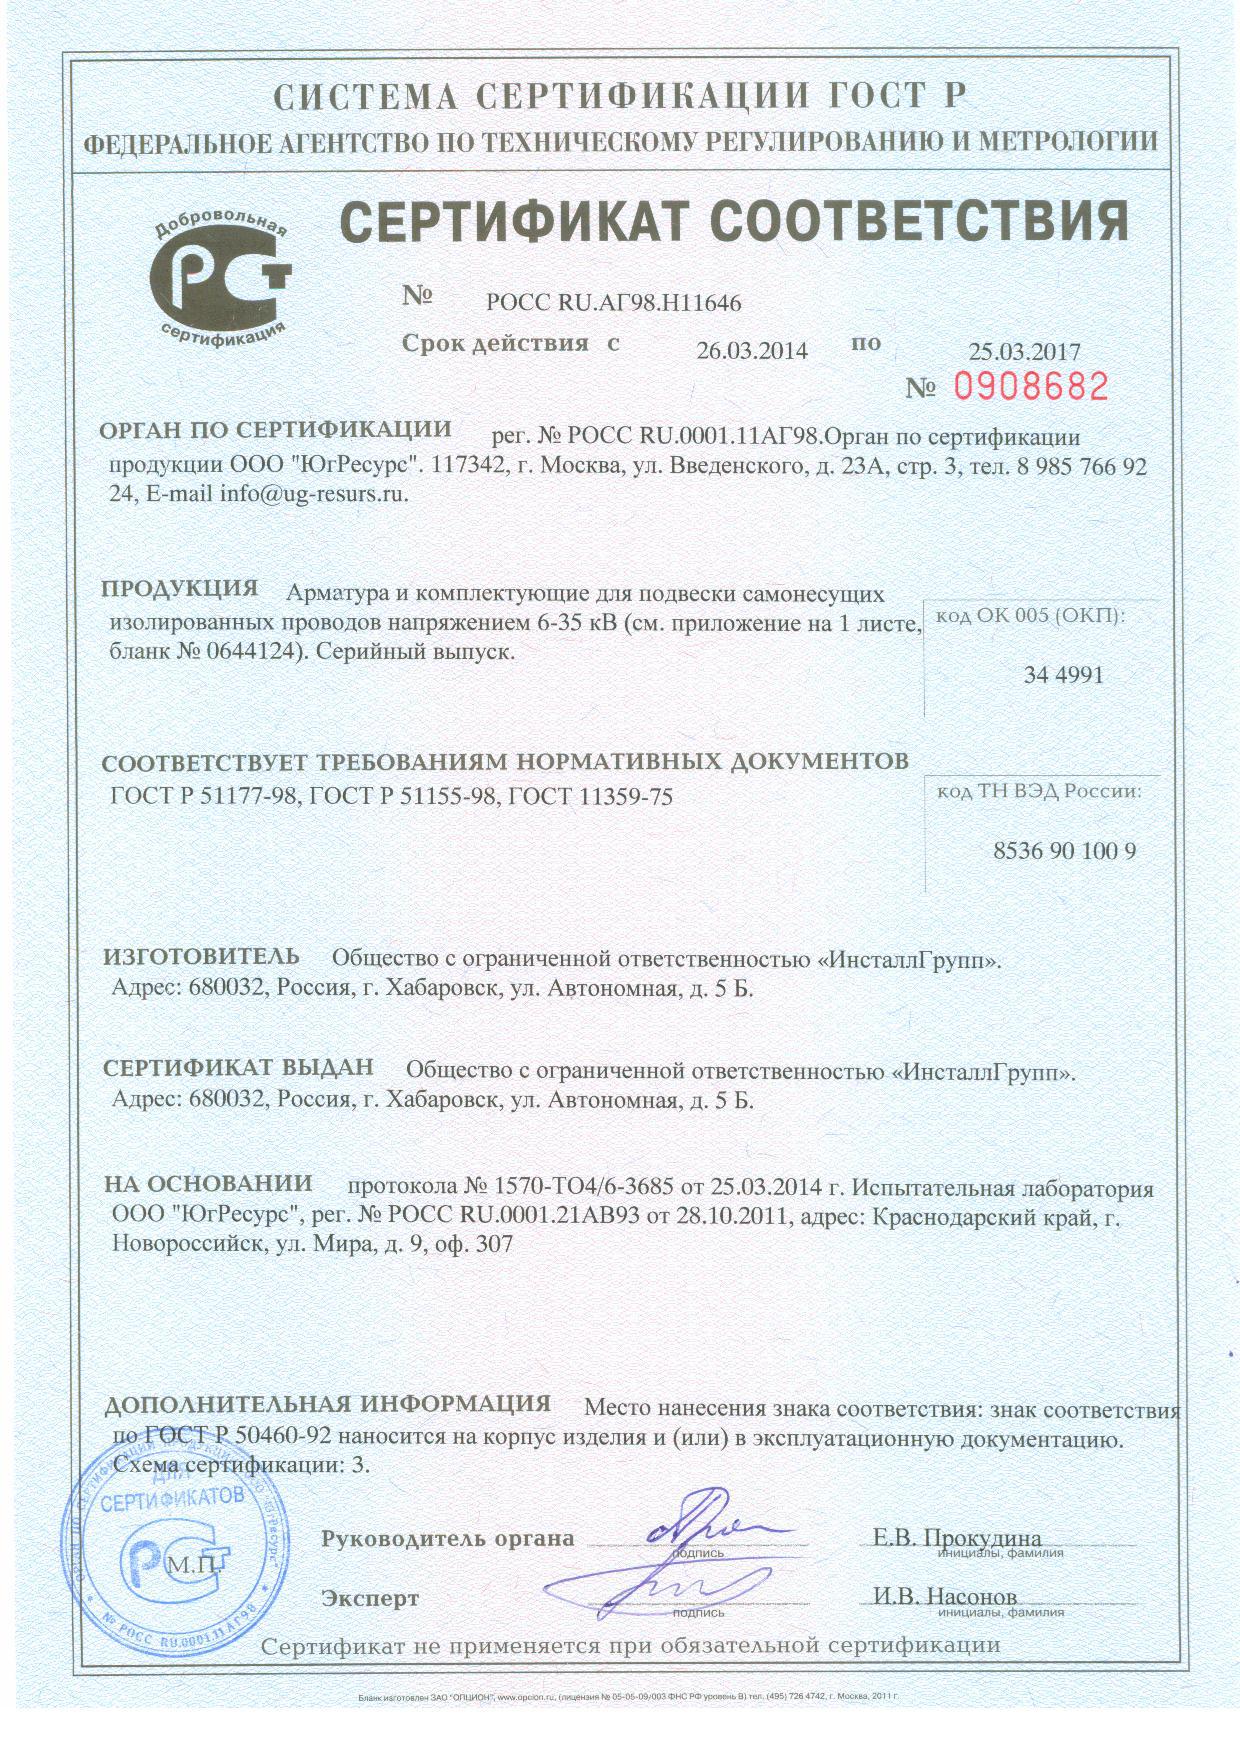 СИСТЕМА СЕРТИФИКАЦИИ ГОСТ Р
ФЕДЕРАЛЬНОЕ АГЕНТСТВО ПО ТЕХНИЧЕСКОМУ РЕГУЛИРОВАНИЮ И МЕТРОЛОГИИ
Добровольная
РСТ
сертификация
СЕРТИФИКАТ СООТВЕТСТВИЯ
№ РОСС RU.АГ98.Н11646
Срок действия с 26.03.2014 по 25.03.2017
№ 0908682
ОРГАН ПО СЕРТИФИКАЦИИ рег. № РОСС RU.0001.11АГ98.Орган по сертификации
продукции ООО "ЮгРесурс". 117342, г. Москва, ул. Введенского, д. 23А, стр. 3, тел. 8 985 766 92
24, E-mail info@ug-resurs.ru.
ПРОДУКЦИЯ Арматура и комплектующие для подвески самонесущих
изолированных проводов напряжением 6-35 кВ (см. приложение на 1 листе,
бланк № 0644124). Серийный выпуск.
код ОК 005 (ОКП):
34 4991
СООТВЕТСТВУЕТ ТРЕБОВАНИЯМ НОРМАТИВНЫХ ДОКУМЕНТОВ
ГОСТ Р 51177-98, ГОСТ Р 51155-98, ГОСТ 11359-75
код ТН ВЭД России:
8536 90 100 9
ИЗГОТОВИТЕЛЬ Общество с ограниченной ответственностью «ИнсталлГрупп».
Адрес: 680032, Россия, г. Хабаровск, ул. Автономная, д. 5 Б.
СЕРТИФИКАТ ВЫДАН Общество с ограниченной ответственностью «ИнсталлГрупп».
Адрес: 680032, Россия, г. Хабаровск, ул. Автономная, д. 5 Б.
НА ОСНОВАНИИ протокола № 1570-ТО4/6-3685 от 25.03.2014 г. Испытательная лаборатория
ООО "ЮгРесурс", рег. № РОСС RU.0001.21АВ93 от 28.10.2011, адрес: Краснодарский край, г.
Новороссийск, ул. Мира, д. 9, оф. 307
ДОПОЛНИТЕЛЬНАЯ ИНФОРМАЦИЯ Место нанесения знака соответствия: знак соответствия
по ГОСТ Р 50460-92 наносится на корпус изделия и (или) в эксплуатационную документацию.
Схема сертификации: 3.
ОРГАН ПО СЕРТИФИКАЦИИ ПРОДУКЦИИ ООО "ЮгРесурс"
ДЛЯ
СЕРТИФИКАТОВ
РСТ
М.П.
* № РОСС RU.0001.11АГ98 *
Руководитель органа
подпись
Е.В. Прокудина
инициалы, фамилия
Эксперт
подпись
И.В. Насонов
инициалы, фамилия
Сертификат не применяется при обязательной сертификации
Бланк изготовлен ЗАО "ОПЦИОН", www.opcion.ru, (лицензия № 05-05-09/003 ФНС РФ уровень В) тел. (495) 726 4742, г. Москва, 2011 г.